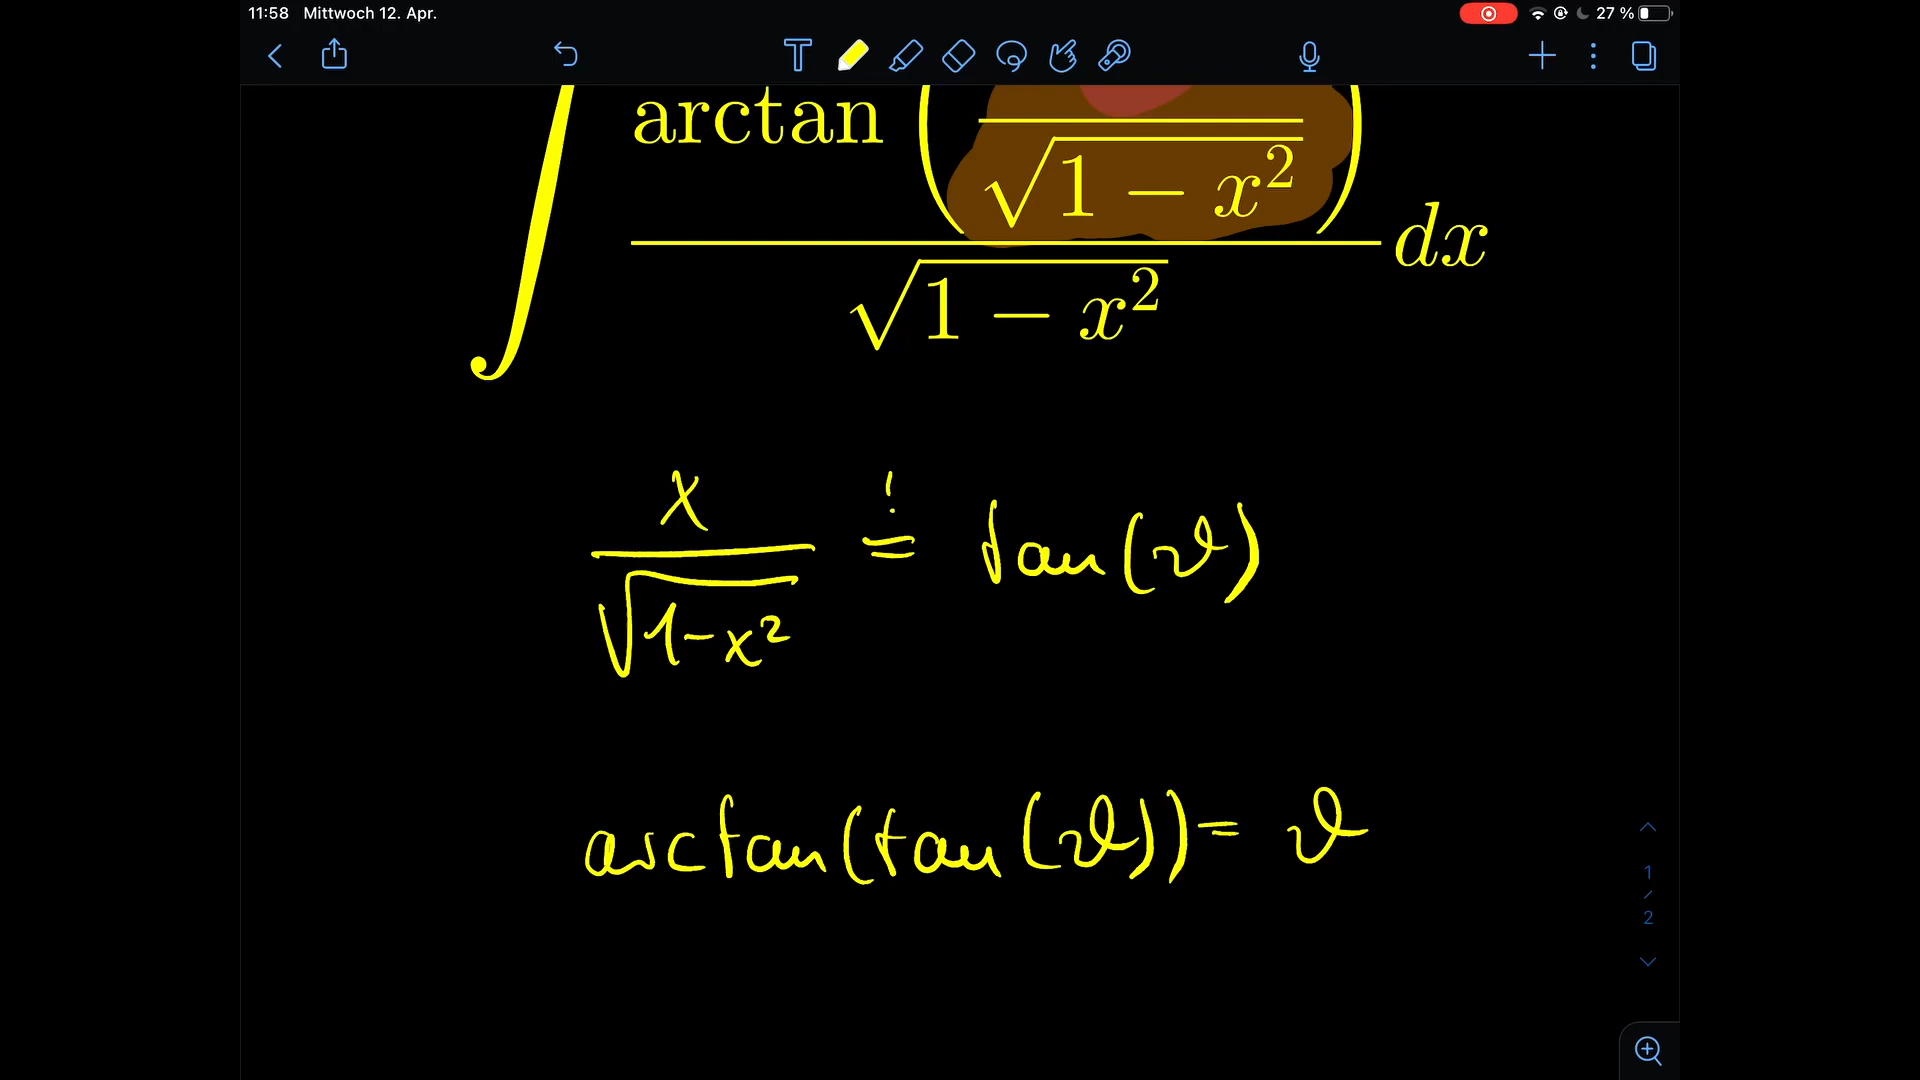 11:58 Mittwoch 12. Apr. 27 %
T
∫ arctan ( / √1 − x²) / √1 − x² dx
x / √1-x² =! tan(ϑ)
arctan(tan(ϑ)) = ϑ
1
/
2